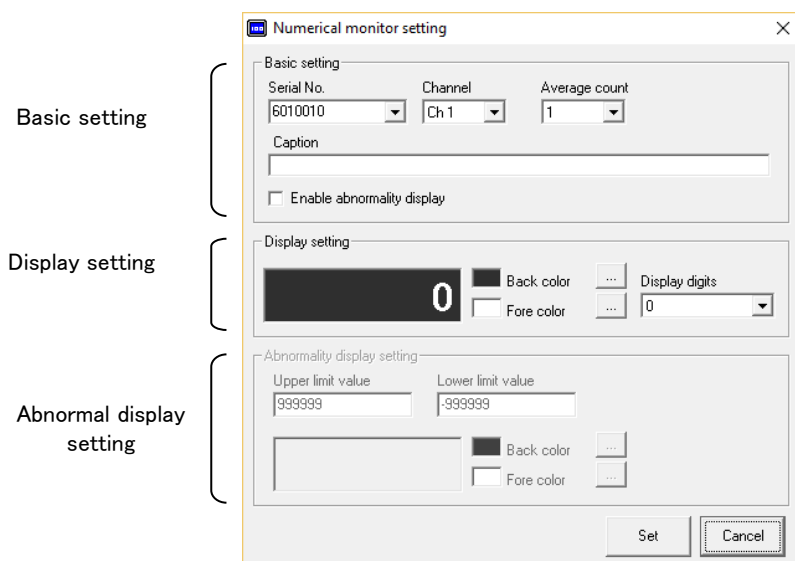 Numerical monitor setting
Basic setting
Basic setting
Serial No. Channel Average count
6010010 Ch 1 1
Caption
Enable abnormality display
Display setting
Display setting
0
Back color ...
Fore color ...
Display digits
0
Abnormal display
setting
Abnormality display setting
Upper limit value Lower limit value
999999 -999999
Back color ...
Fore color ...
Set Cancel